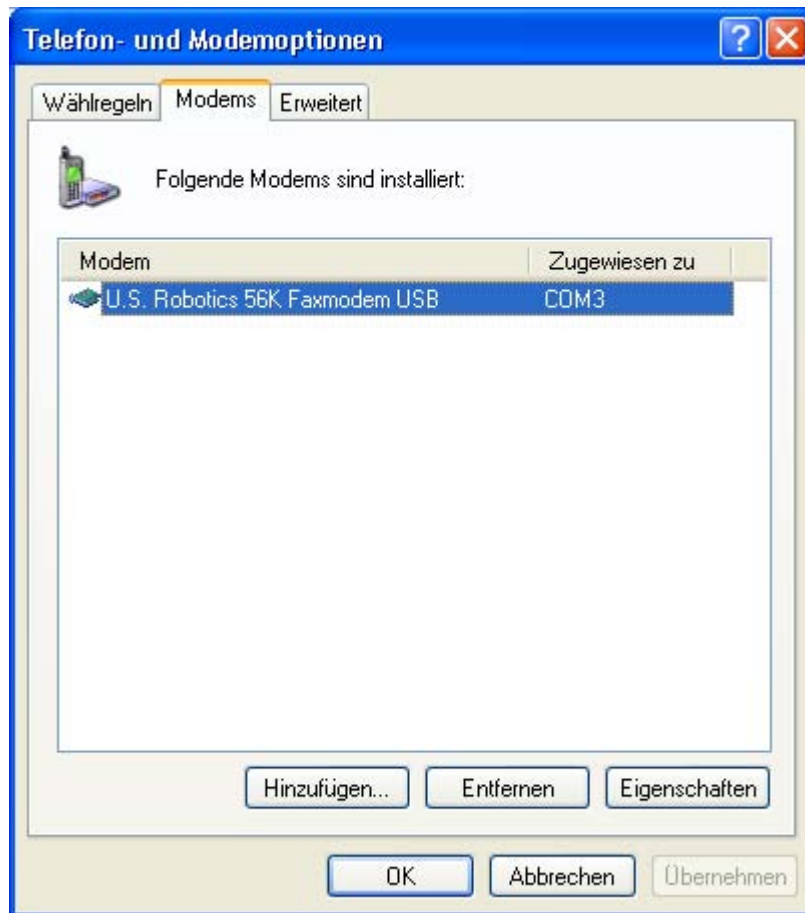 Telefon- und Modemoptionen
Wählregeln Modems Erweitert
Folgende Modems sind installiert:
Modem Zugewiesen zu
U.S. Robotics 56K Faxmodem USB COM3
Hinzufügen... Entfernen Eigenschaften
OK Abbrechen Übernehmen